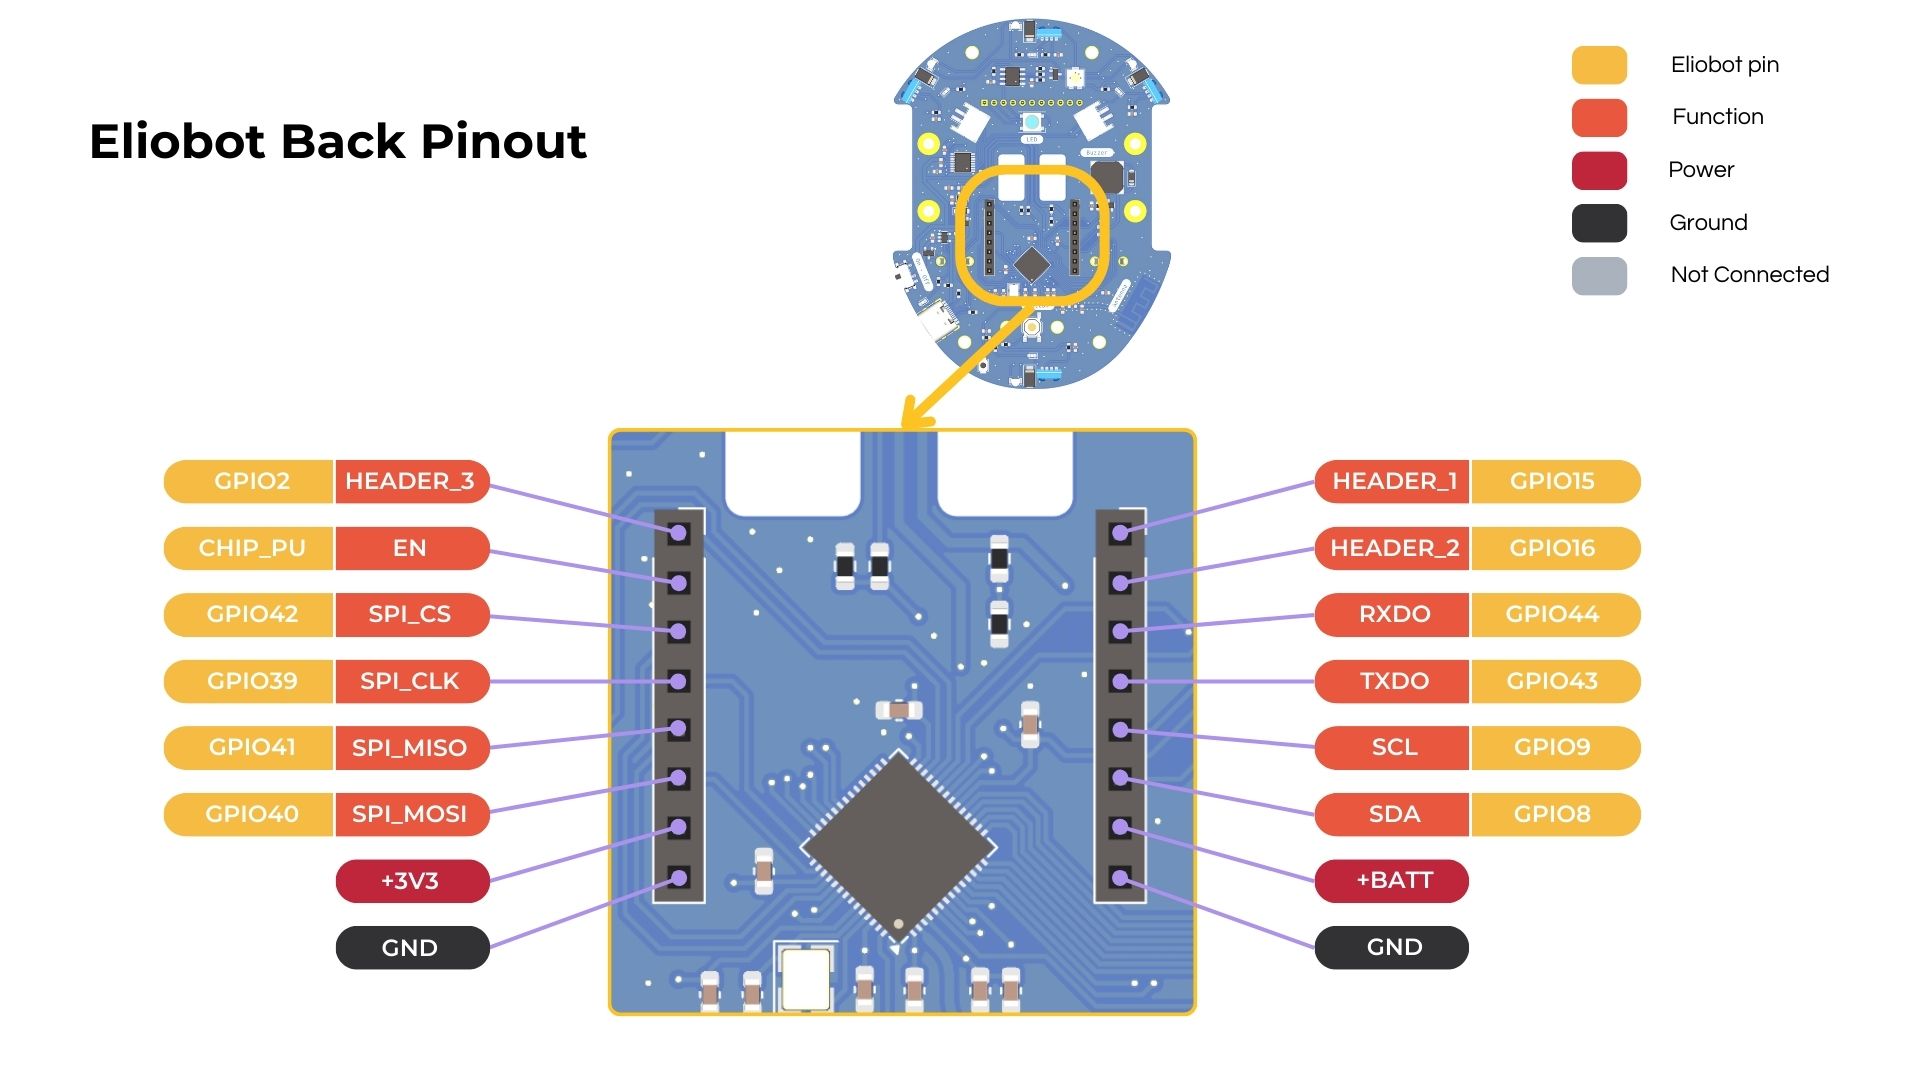 Eliobot Back Pinout
Eliobot pin
Function
Power
Ground
Not Connected
LED
Buzzer
GPIO2 HEADER_3
CHIP_PU EN
GPIO42 SPI_CS
GPIO39 SPI_CLK
GPIO41 SPI_MISO
GPIO40 SPI_MOSI
+3V3
GND
HEADER_1 GPIO15
HEADER_2 GPIO16
RXDO GPIO44
TXDO GPIO43
SCL GPIO9
SDA GPIO8
+BATT
GND